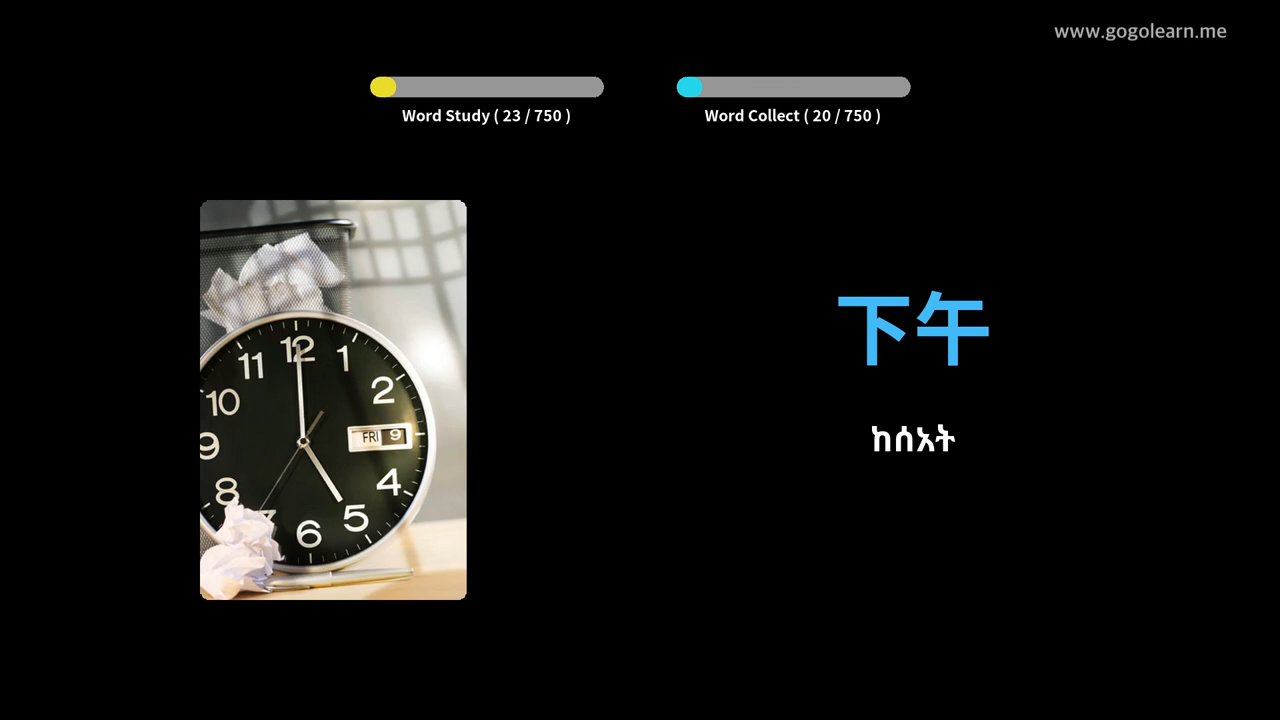 www.gogolearn.me
Word Study ( 23 / 750 )
Word Collect ( 20 / 750 )
下午
ከሰአት
12
1
2
FRI 9
4
5
6
7
8
9
10
11